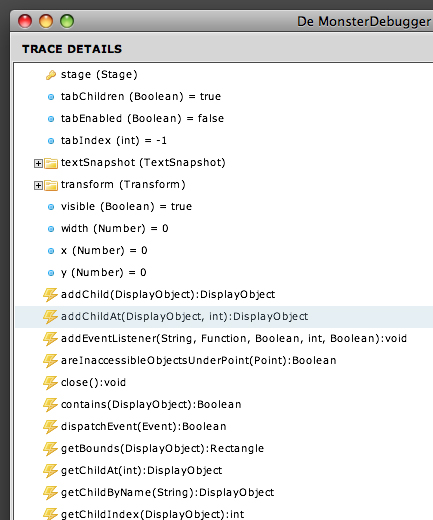 De MonsterDebugger
TRACE DETAILS
stage (Stage)
tabChildren (Boolean) = true
tabEnabled (Boolean) = false
tabIndex (int) = -1
textSnapshot (TextSnapshot)
transform (Transform)
visible (Boolean) = true
width (Number) = 0
x (Number) = 0
y (Number) = 0
addChild(DisplayObject):DisplayObject
addChildAt(DisplayObject, int):DisplayObject
addEventListener(String, Function, Boolean, int, Boolean):void
areInaccessibleObjectsUnderPoint(Point):Boolean
close():void
contains(DisplayObject):Boolean
dispatchEvent(Event):Boolean
getBounds(DisplayObject):Rectangle
getChildAt(int):DisplayObject
getChildByName(String):DisplayObject
getChildIndex(DisplayObject):int